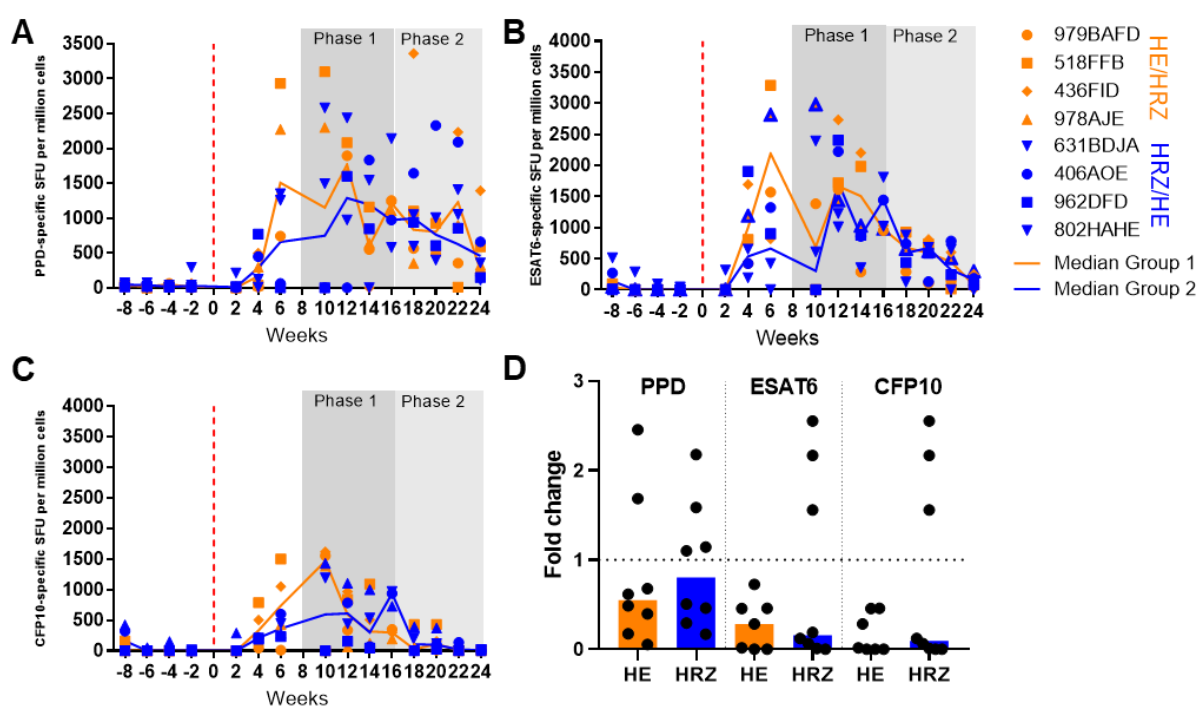 A
PPD-specific SFU per million cells
3500
3000
2500
2000
1500
1000
500
0
Phase 1
Phase 2
-8 -6 -4 -2 0 2 4 6 8 10 12 14 16 18 20 22 24
Weeks
B
ESAT6-specific SFU per million cells
4000
3500
3000
2500
2000
1500
1000
500
0
Phase 1
Phase 2
-8 -6 -4 -2 0 2 4 6 8 10 12 14 16 18 20 22 24
Weeks
979BAFD
518FFB
436FID
978AJE
631BDJA
406AOE
962DFD
802HAHE
Median Group 1
Median Group 2
HE/HRZ
HRZ/HE
C
CFP10-specific SFU per million cells
4000
3500
3000
2500
2000
1500
1000
500
0
Phase 1
Phase 2
-8 -6 -4 -2 0 2 4 6 8 10 12 14 16 18 20 22 24
Weeks
D
Fold change
3
2
1
0
PPD
ESAT6
CFP10
HE HRZ HE HRZ HE HRZ